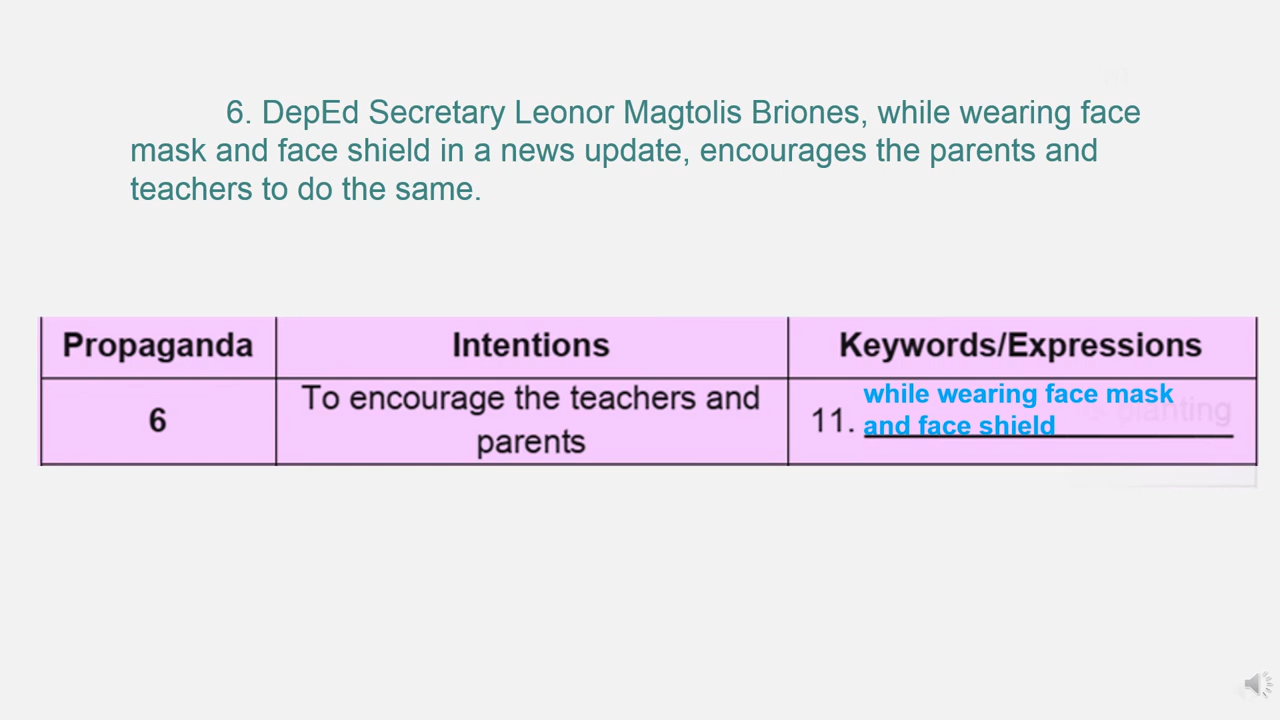 6. DepEd Secretary Leonor Magtolis Briones, while wearing face
mask and face shield in a news update, encourages the parents and
teachers to do the same.
Propaganda Intentions Keywords/Expressions
6 To encourage the teachers and parents 11. while wearing face mask and face shield
planting